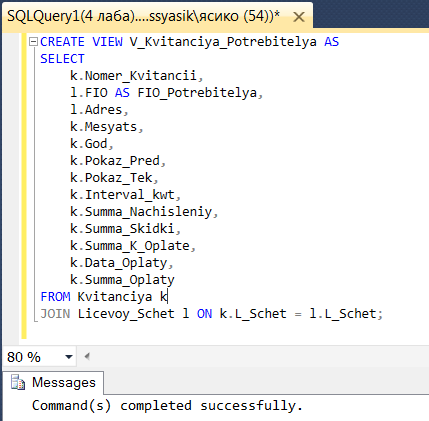 SQLQuery1(4 лаба)....ssyasik\ясико (54))* ×
CREATE VIEW V_Kvitanciya_Potrebitelya AS
SELECT
k.Nomer_Kvitancii,
l.FIO AS FIO_Potrebitelya,
l.Adres,
k.Mesyats,
k.God,
k.Pokaz_Pred,
k.Pokaz_Tek,
k.Interval_kwt,
k.Summa_Nachisleniy,
k.Summa_Skidki,
k.Summa_K_Oplate,
k.Data_Oplaty,
k.Summa_Oplaty
FROM Kvitanciya k
JOIN Licevoy_Schet l ON k.L_Schet = l.L_Schet;
80 %
Messages
Command(s) completed successfully.